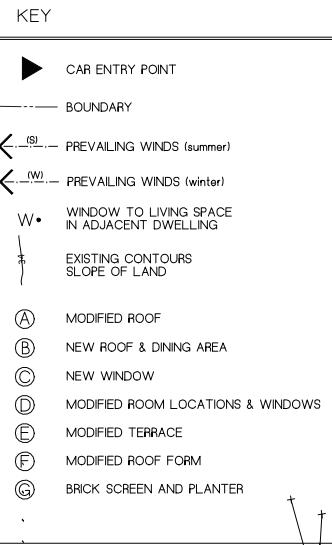 KEY
CAR ENTRY POINT
BOUNDARY
(S) PREVAILING WINDS (summer)
(W) PREVAILING WINDS (winter)
W• WINDOW TO LIVING SPACE
IN ADJACENT DWELLING
34 EXISTING CONTOURS
SLOPE OF LAND
A MODIFIED ROOF
B NEW ROOF & DINING AREA
C NEW WINDOW
D MODIFIED ROOM LOCATIONS & WINDOWS
E MODIFIED TERRACE
F MODIFIED ROOF FORM
G BRICK SCREEN AND PLANTER